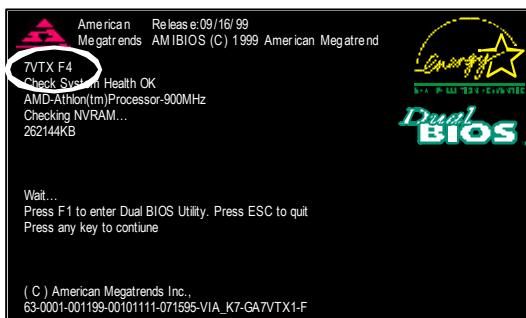 American Release:09/16/99
Megatrends AMIBIOS (C) 1999 American Megatrend
Energy
7VTX F4
Check System Health OK
AMD-Athlon(tm)Processor-900MHz
Checking NVRAM...
262144KB
Dual
BIOS
Wait...
Press F1 to enter Dual BIOS Utility. Press ESC to quit
Press any key to contiune
( C ) American Megatrends Inc.,
63-0001-001199-00101111-071595-VIA_K7-GA7VTX1-F